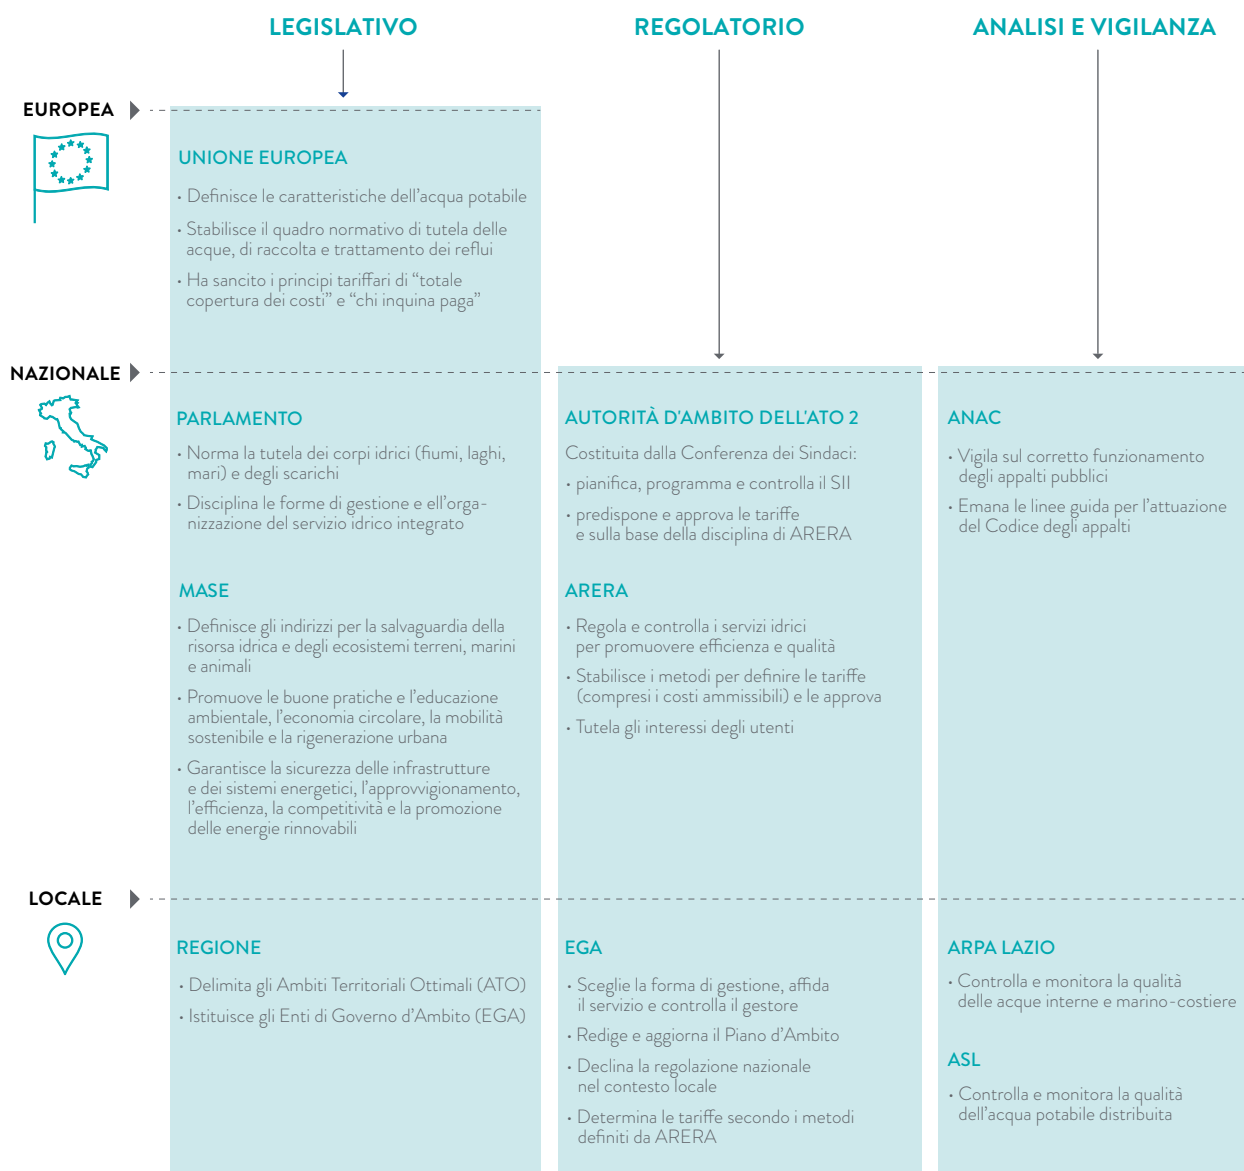 LEGISLATIVO
REGOLATORIO
ANALISI E VIGILANZA
EUROPEA
UNIONE EUROPEA
• Definisce le caratteristiche dell'acqua potabile
• Stabilisce il quadro normativo di tutela delle
acque, di raccolta e trattamento dei reflui
• Ha sancito i principi tariffari di “totale
copertura dei costi” e “chi inquina paga”
NAZIONALE
PARLAMENTO
• Norma la tutela dei corpi idrici (fiumi, laghi,
mari) e degli scarichi
• Disciplina le forme di gestione e ell'orga-
nizzazione del servizio idrico integrato
MASE
• Definisce gli indirizzi per la salvaguardia della
risorsa idrica e degli ecosistemi terreni, marini
e animali
• Promuove le buone pratiche e l'educazione
ambientale, l'economia circolare, la mobilità
sostenibile e la rigenerazione urbana
• Garantisce la sicurezza delle infrastrutture
e dei sistemi energetici, l'approvvigionamento,
l'efficienza, la competitività e la promozione
delle energie rinnovabili
AUTORITÀ D'AMBITO DELL'ATO 2
Costituita dalla Conferenza dei Sindaci:
• pianifica, programma e controlla il SII
• predispone e approva le tariffe
e sulla base della disciplina di ARERA
ARERA
• Regola e controlla i servizi idrici
per promuovere efficienza e qualità
• Stabilisce i metodi per definire le tariffe
(compresi i costi ammissibili) e le approva
• Tutela gli interessi degli utenti
ANAC
• Vigila sul corretto funzionamento
degli appalti pubblici
• Emana le linee guida per l'attuazione
del Codice degli appalti
LOCALE
REGIONE
• Delimita gli Ambiti Territoriali Ottimali (ATO)
• Istituisce gli Enti di Governo d'Ambito (EGA)
EGA
• Sceglie la forma di gestione, affida
il servizio e controlla il gestore
• Redige e aggiorna il Piano d'Ambito
• Declina la regolazione nazionale
nel contesto locale
• Determina le tariffe secondo i metodi
definiti da ARERA
ARPA LAZIO
• Controlla e monitora la qualità
delle acque interne e marino-costiere
ASL
• Controlla e monitora la qualità
dell'acqua potabile distribuita